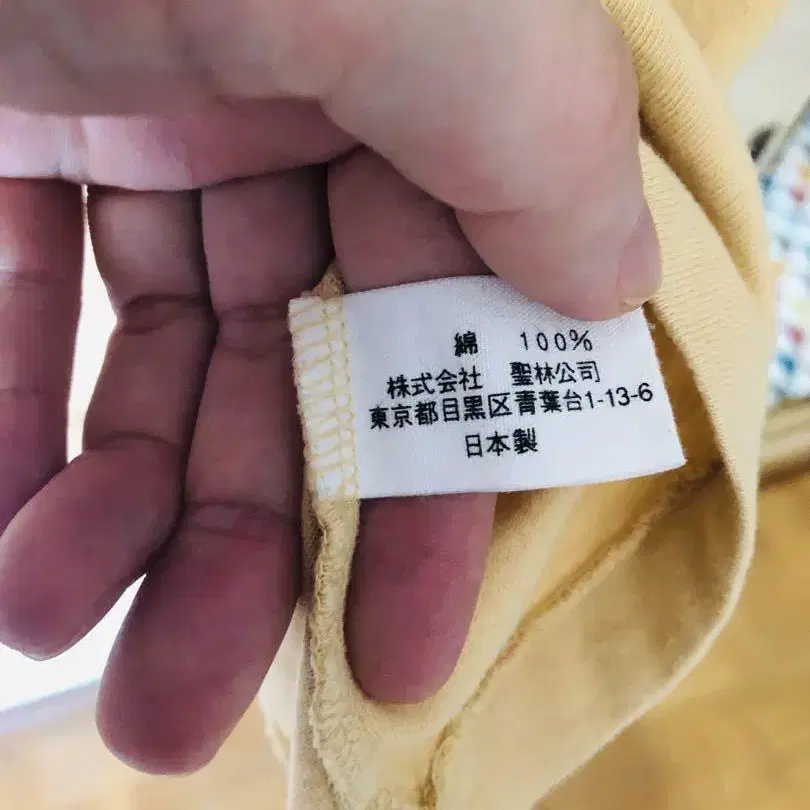 綿　100%
株式会社　聖林公司
東京都目黒区青葉台1-13-6
日本製